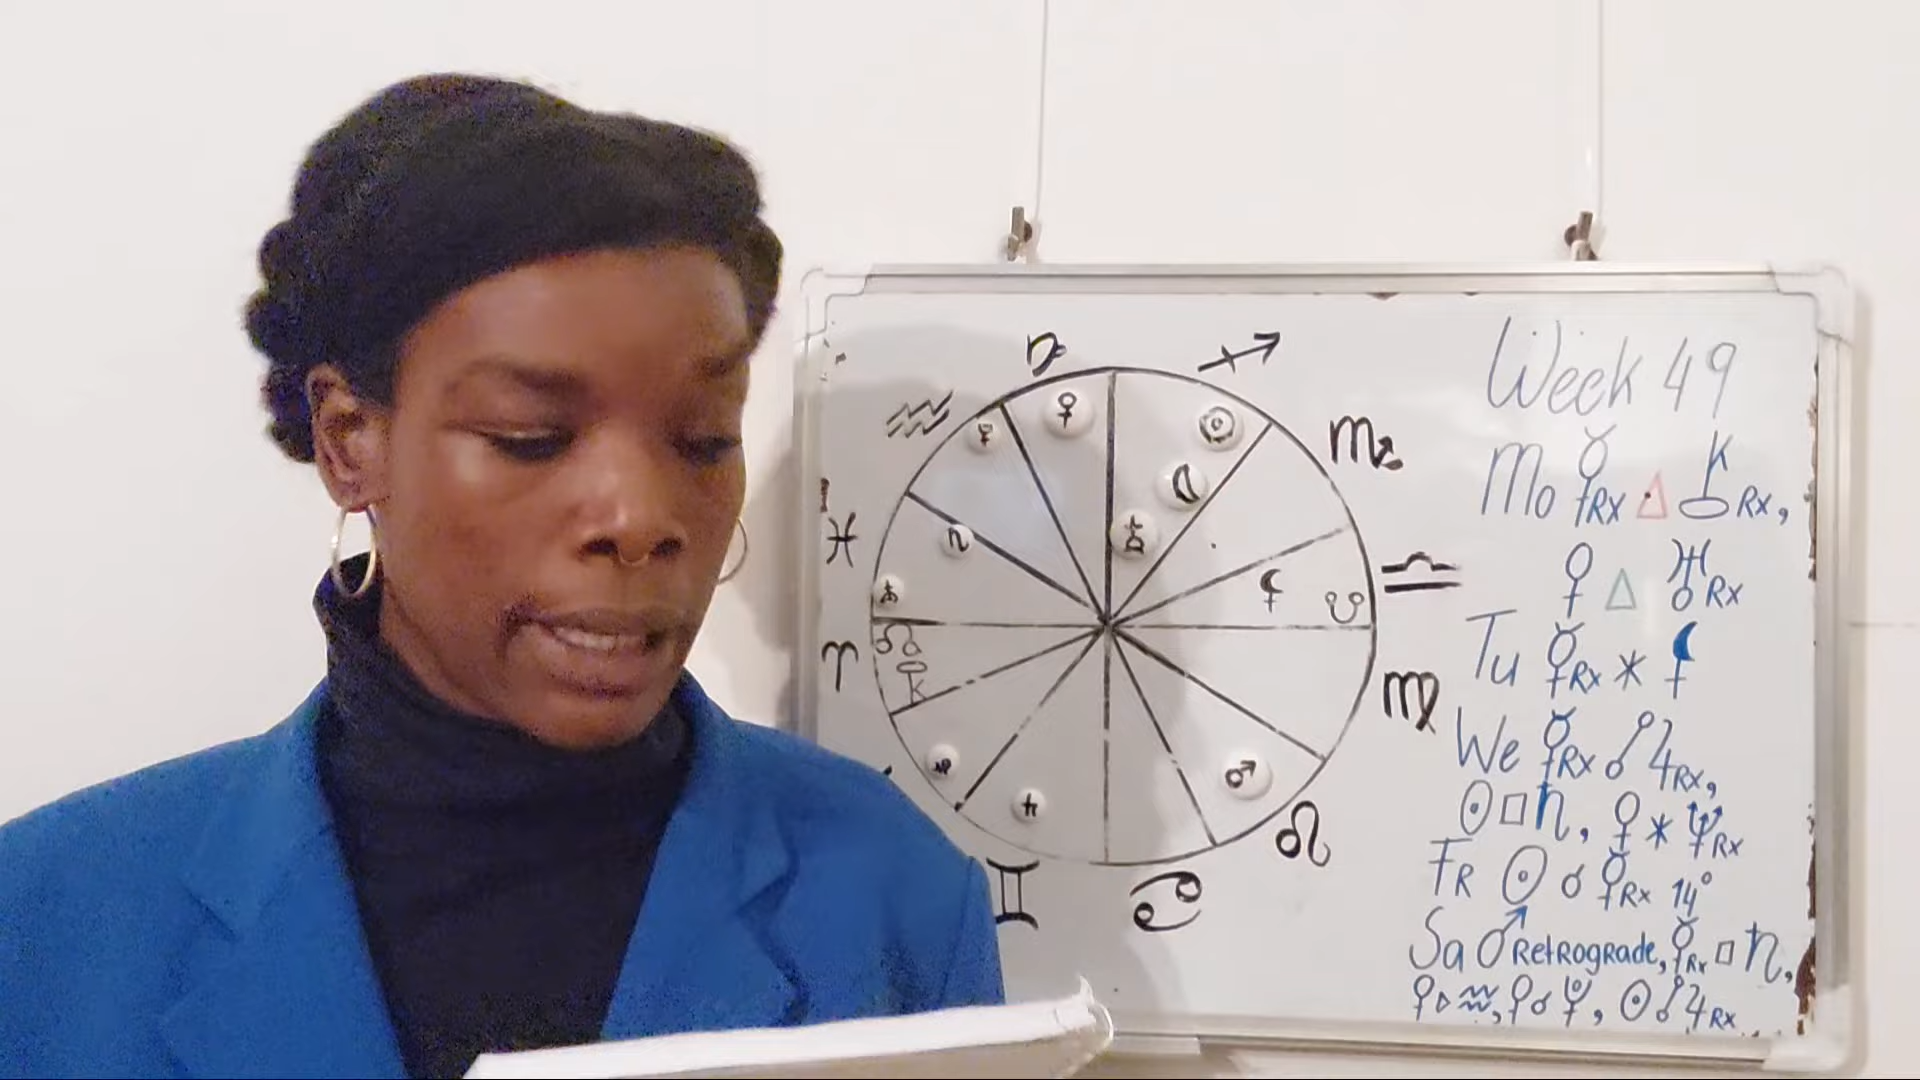 Week 49
Mo ☿Rx △ ⚷Rx,
♀ △ ♅Rx
Tu ☿Rx ⚹ ⚸
We ☿Rx ☍ ♃Rx,
☉ □ ♄, ♀ ⚹ ♆Rx
Fr ☉ ☌ ☿Rx 14°
Sa ♂ Retrograde, ☿Rx □ ♄,
♀ ▷ ♒, ♀ ☌ ♇, ☉ ☍ ♃Rx
♑ ♐
♒ ♏
♓ ♎
♈ ♍
♊ ♋ ♌